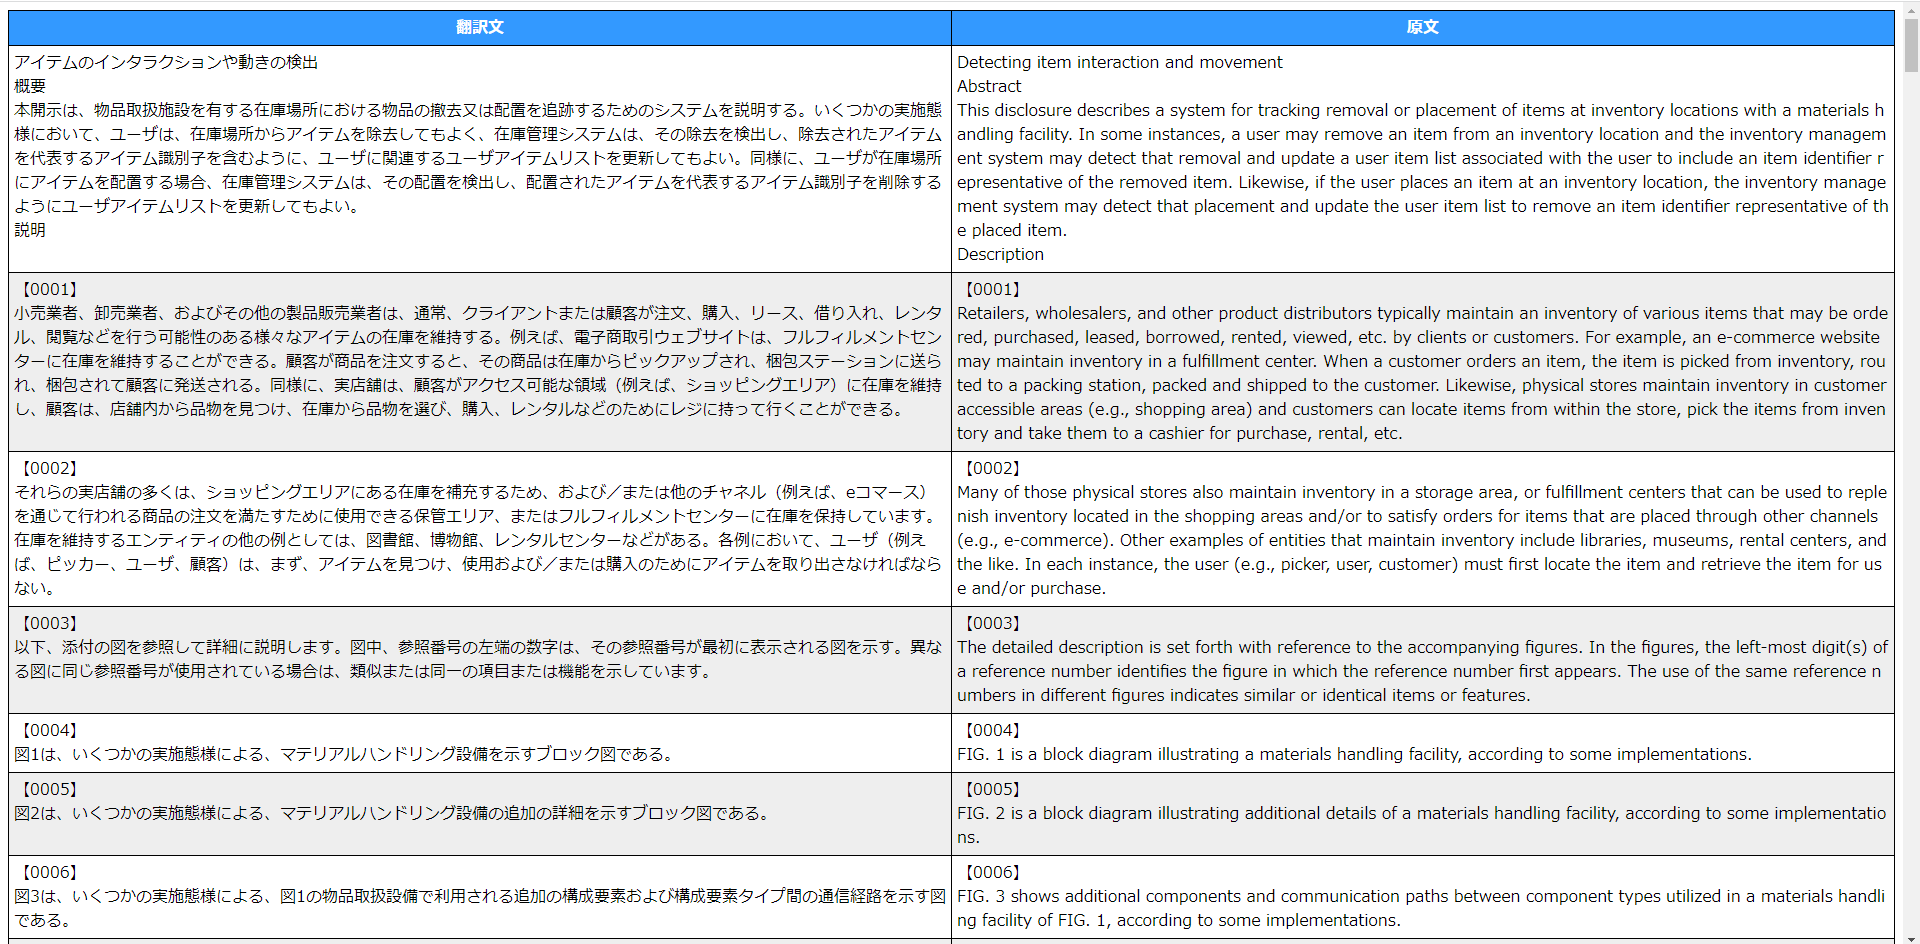 翻訳文
原文
アイテムのインタラクションや動きの検出
概要
本開示は、物品取扱施設を有する在庫場所における物品の撤去又は配置を追跡するためのシステムを説明する。いくつかの実施態
様において、ユーザは、在庫場所からアイテムを除去してもよく、在庫管理システムは、その除去を検出し、除去されたアイテム
を代表するアイテム識別子を含むように、ユーザに関連するユーザアイテムリストを更新してもよい。同様に、ユーザが在庫場所
にアイテムを配置する場合、在庫管理システムは、その配置を検出し、配置されたアイテムを代表するアイテム識別子を削除する
ようにユーザアイテムリストを更新してもよい。
説明
Detecting item interaction and movement
Abstract
This disclosure describes a system for tracking removal or placement of items at inventory locations with a materials h
andling facility. In some instances, a user may remove an item from an inventory location and the inventory managem
ent system may detect that removal and update a user item list associated with the user to include an item identifier r
epresentative of the removed item. Likewise, if the user places an item at an inventory location, the inventory manage
ment system may detect that placement and update the user item list to remove an item identifier representative of th
e placed item.
Description
【0001】
小売業者、卸売業者、およびその他の製品販売業者は、通常、クライアントまたは顧客が注文、購入、リース、借り入れ、レンタ
ル、閲覧などを行う可能性のある様々なアイテムの在庫を維持する。例えば、電子商取引ウェブサイトは、フルフィルメントセン
ターに在庫を維持することができる。顧客が商品を注文すると、その商品は在庫からピックアップされ、梱包ステーションに送ら
れ、梱包されて顧客に発送される。同様に、実店舗は、顧客がアクセス可能な領域（例えば、ショッピングエリア）に在庫を維持
し、顧客は、店舗内から品物を見つけ、在庫から品物を選び、購入、レンタルなどのためにレジに持って行くことができる。
【0001】
Retailers, wholesalers, and other product distributors typically maintain an inventory of various items that may be orde
red, purchased, leased, borrowed, rented, viewed, etc. by clients or customers. For example, an e-commerce website
may maintain inventory in a fulfillment center. When a customer orders an item, the item is picked from inventory, rou
ted to a packing station, packed and shipped to the customer. Likewise, physical stores maintain inventory in customer
accessible areas (e.g., shopping area) and customers can locate items from within the store, pick the items from inven
tory and take them to a cashier for purchase, rental, etc.
【0002】
それらの実店舗の多くは、ショッピングエリアにある在庫を補充するため、および／または他のチャネル（例えば、eコマース）
を通じて行われる商品の注文を満たすために使用できる保管エリア、またはフルフィルメントセンターに在庫を保持しています。
在庫を維持するエンティティの他の例としては、図書館、博物館、レンタルセンターなどがある。各例において、ユーザ（例え
ば、ピッカー、ユーザ、顧客）は、まず、アイテムを見つけ、使用および／または購入のためにアイテムを取り出さなければなら
ない。
【0002】
Many of those physical stores also maintain inventory in a storage area, or fulfillment centers that can be used to reple
nish inventory located in the shopping areas and/or to satisfy orders for items that are placed through other channels
(e.g., e-commerce). Other examples of entities that maintain inventory include libraries, museums, rental centers, and
the like. In each instance, the user (e.g., picker, user, customer) must first locate the item and retrieve the item for us
e and/or purchase.
【0003】
以下、添付の図を参照して詳細に説明します。図中、参照番号の左端の数字は、その参照番号が最初に表示される図を示す。異な
る図に同じ参照番号が使用されている場合は、類似または同一の項目または機能を示しています。
【0003】
The detailed description is set forth with reference to the accompanying figures. In the figures, the left-most digit(s) of
a reference number identifies the figure in which the reference number first appears. The use of the same reference n
umbers in different figures indicates similar or identical items or features.
【0004】
図1は、いくつかの実施態様による、マテリアルハンドリング設備を示すブロック図である。
【0004】
FIG. 1 is a block diagram illustrating a materials handling facility, according to some implementations.
【0005】
図2は、いくつかの実施態様による、マテリアルハンドリング設備の追加の詳細を示すブロック図である。
【0005】
FIG. 2 is a block diagram illustrating additional details of a materials handling facility, according to some implementatio
ns.
【0006】
図3は、いくつかの実施態様による、図1の物品取扱設備で利用される追加の構成要素および構成要素タイプ間の通信経路を示す図
である。
【0006】
FIG. 3 shows additional components and communication paths between component types utilized in a materials handli
ng facility of FIG. 1, according to some implementations.